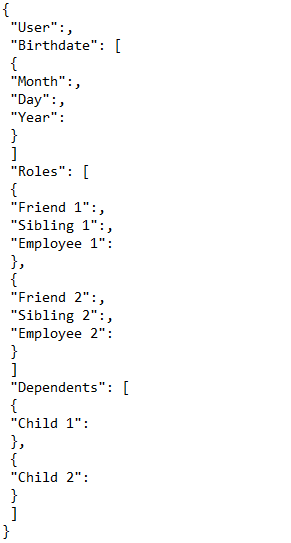 {
"User":,
"Birthdate": [
{
"Month":,
"Day":,
"Year":
}
]
"Roles": [
{
"Friend 1":,
"Sibling 1":,
"Employee 1":
},
{
"Friend 2":,
"Sibling 2":,
"Employee 2":
}
]
"Dependents": [
{
"Child 1":
},
{
"Child 2":
}
]
}